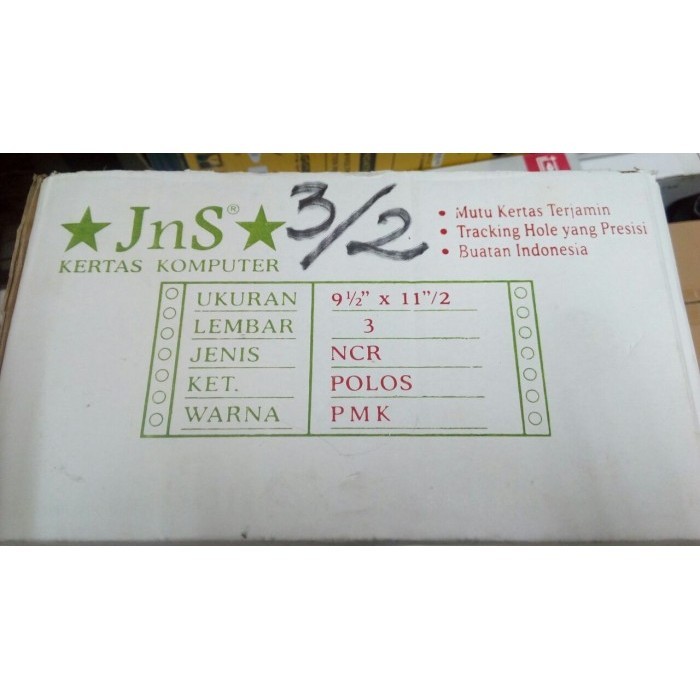 ★ JnS® ★
KERTAS KOMPUTER
3/2
• Mutu Kertas Terjamin
• Tracking Hole yang Presisi
• Buatan Indonesia
UKURAN 9½" x 11"/2
LEMBAR 3
JENIS NCR
KET. POLOS
WARNA PMK